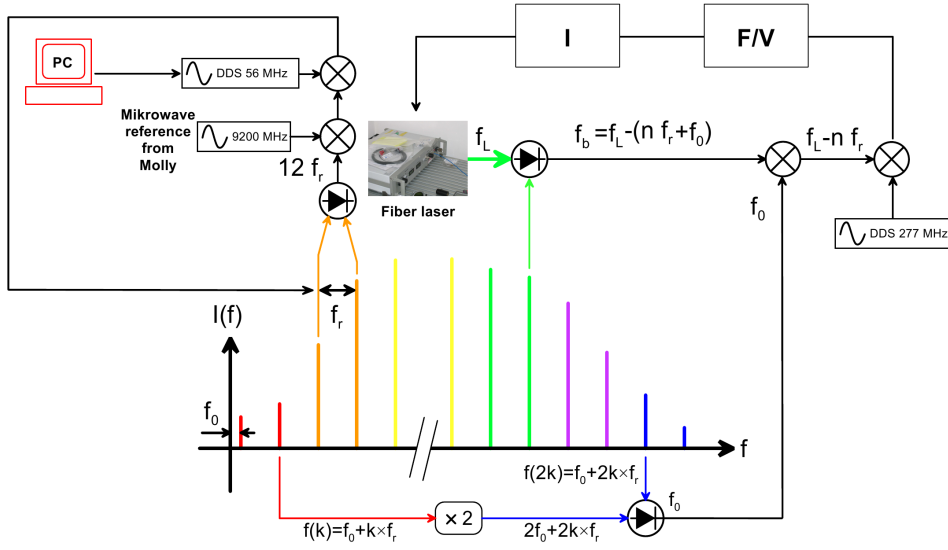 I
F/V
PC
DDS 56 MHz
Mikrowave
reference
from
Molly
9200 MHz
12 fr
Fiber laser
fL
fb=fL-(n fr+f0)
fL-n fr
f0
DDS 277 MHz
I(f)
fr
f0
f
f(2k)=f0+2k×fr
f(k)=f0+k×fr
×2
2f0+2k×fr
f0